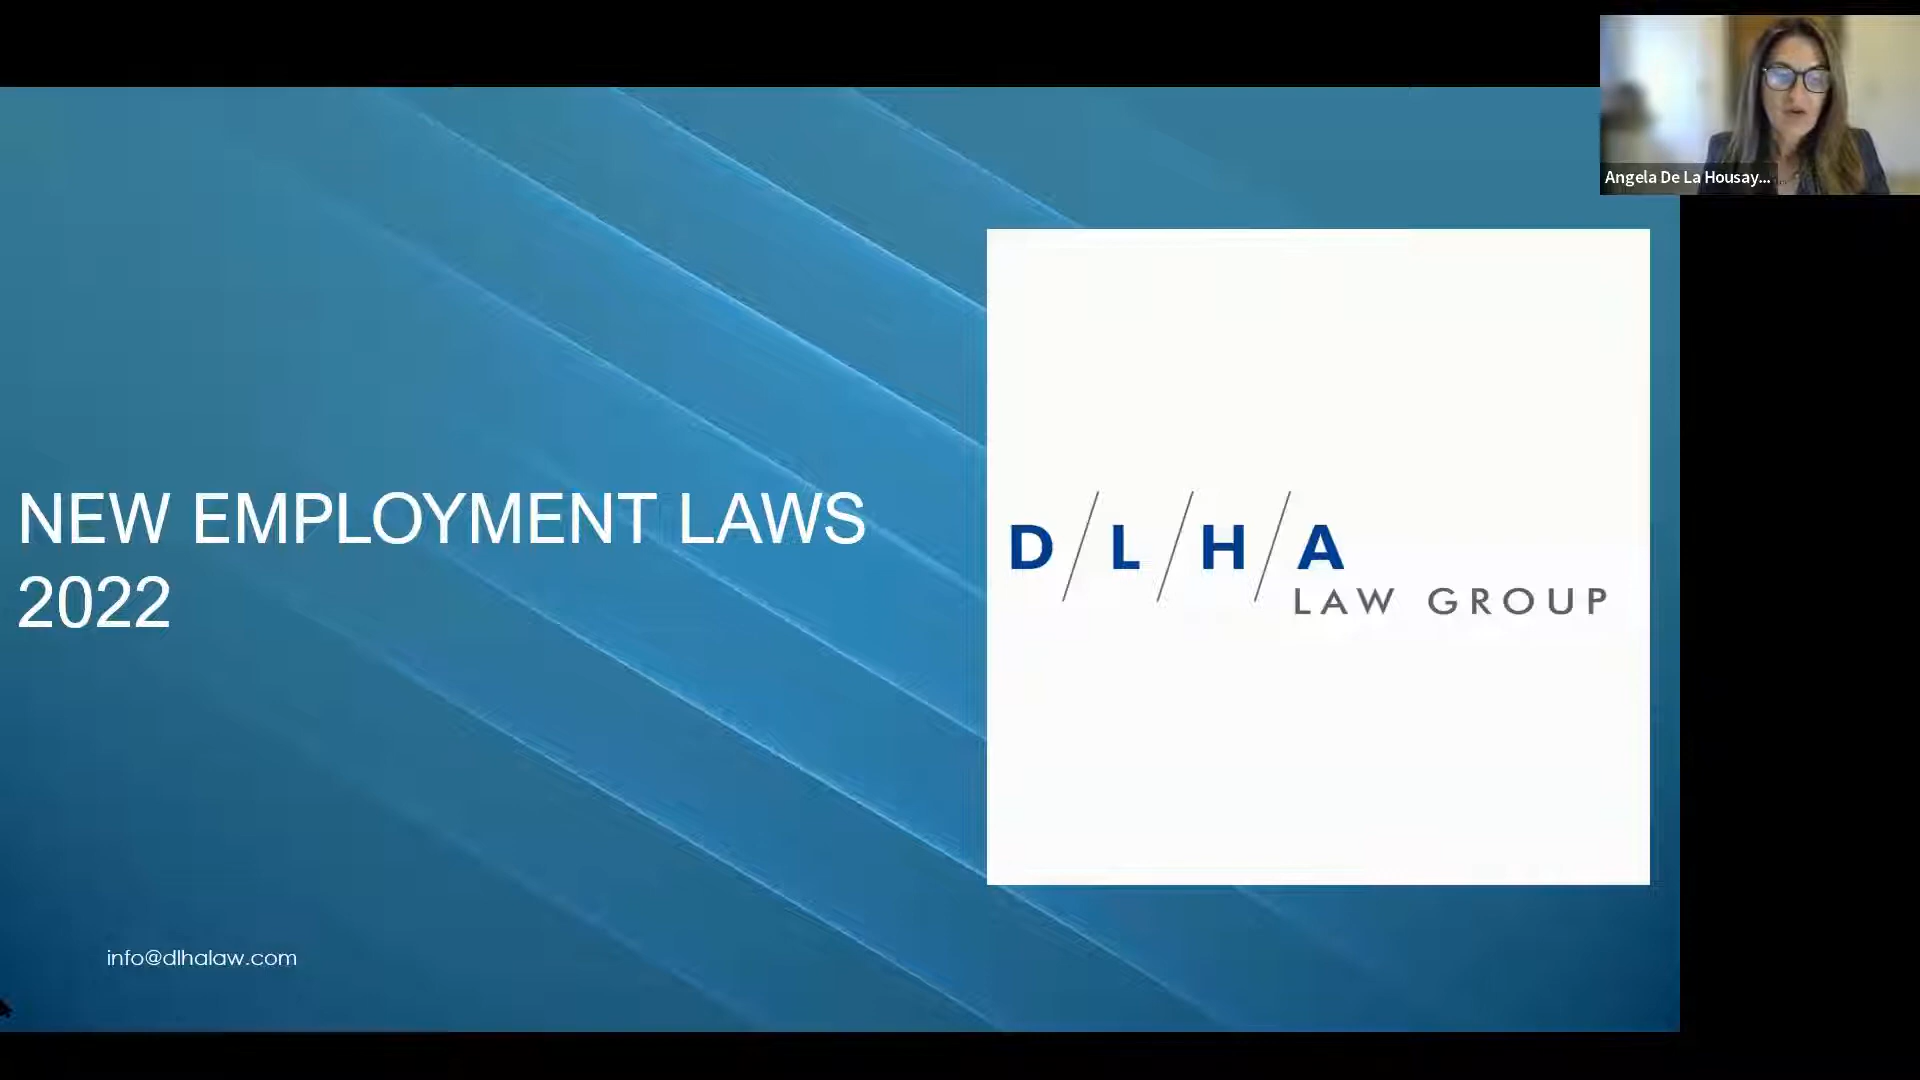 Angela De La Housay...
NEW EMPLOYMENT LAWS
2022
D/L/H/A
LAW GROUP
info@dlhalaw.com